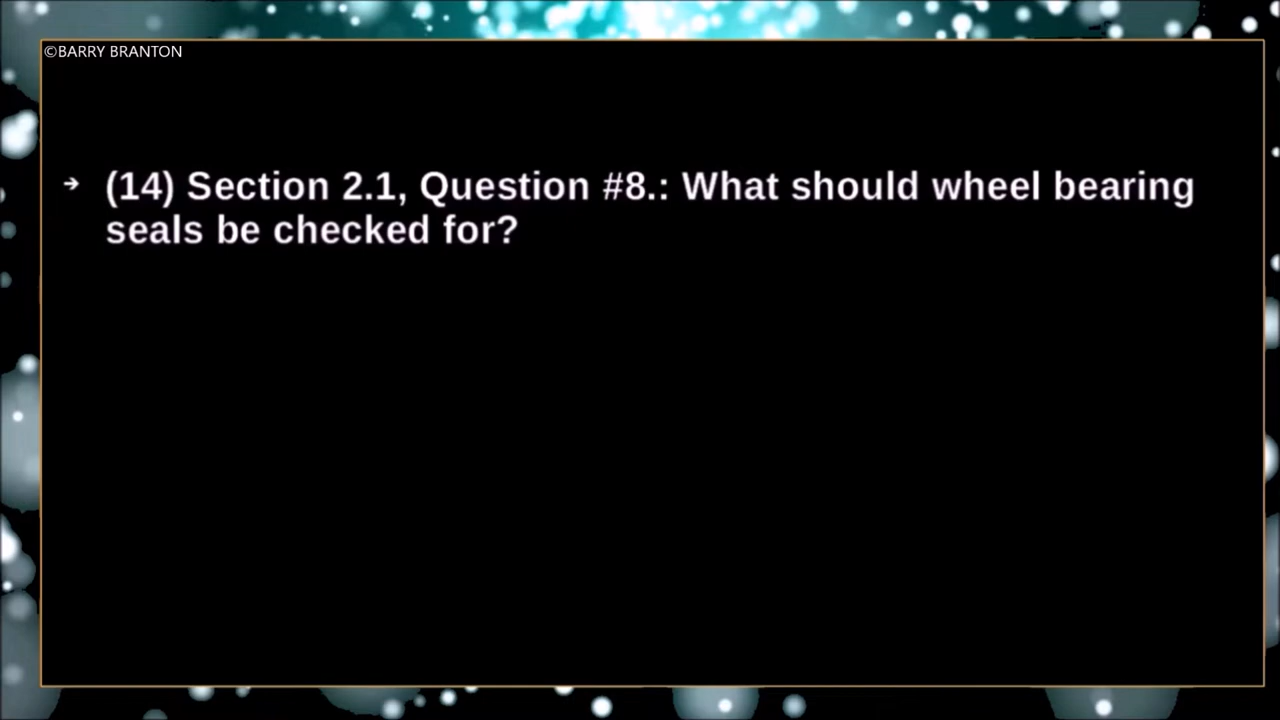 ©BARRY BRANTON
➔ (14) Section 2.1, Question #8.: What should wheel bearing
seals be checked for?